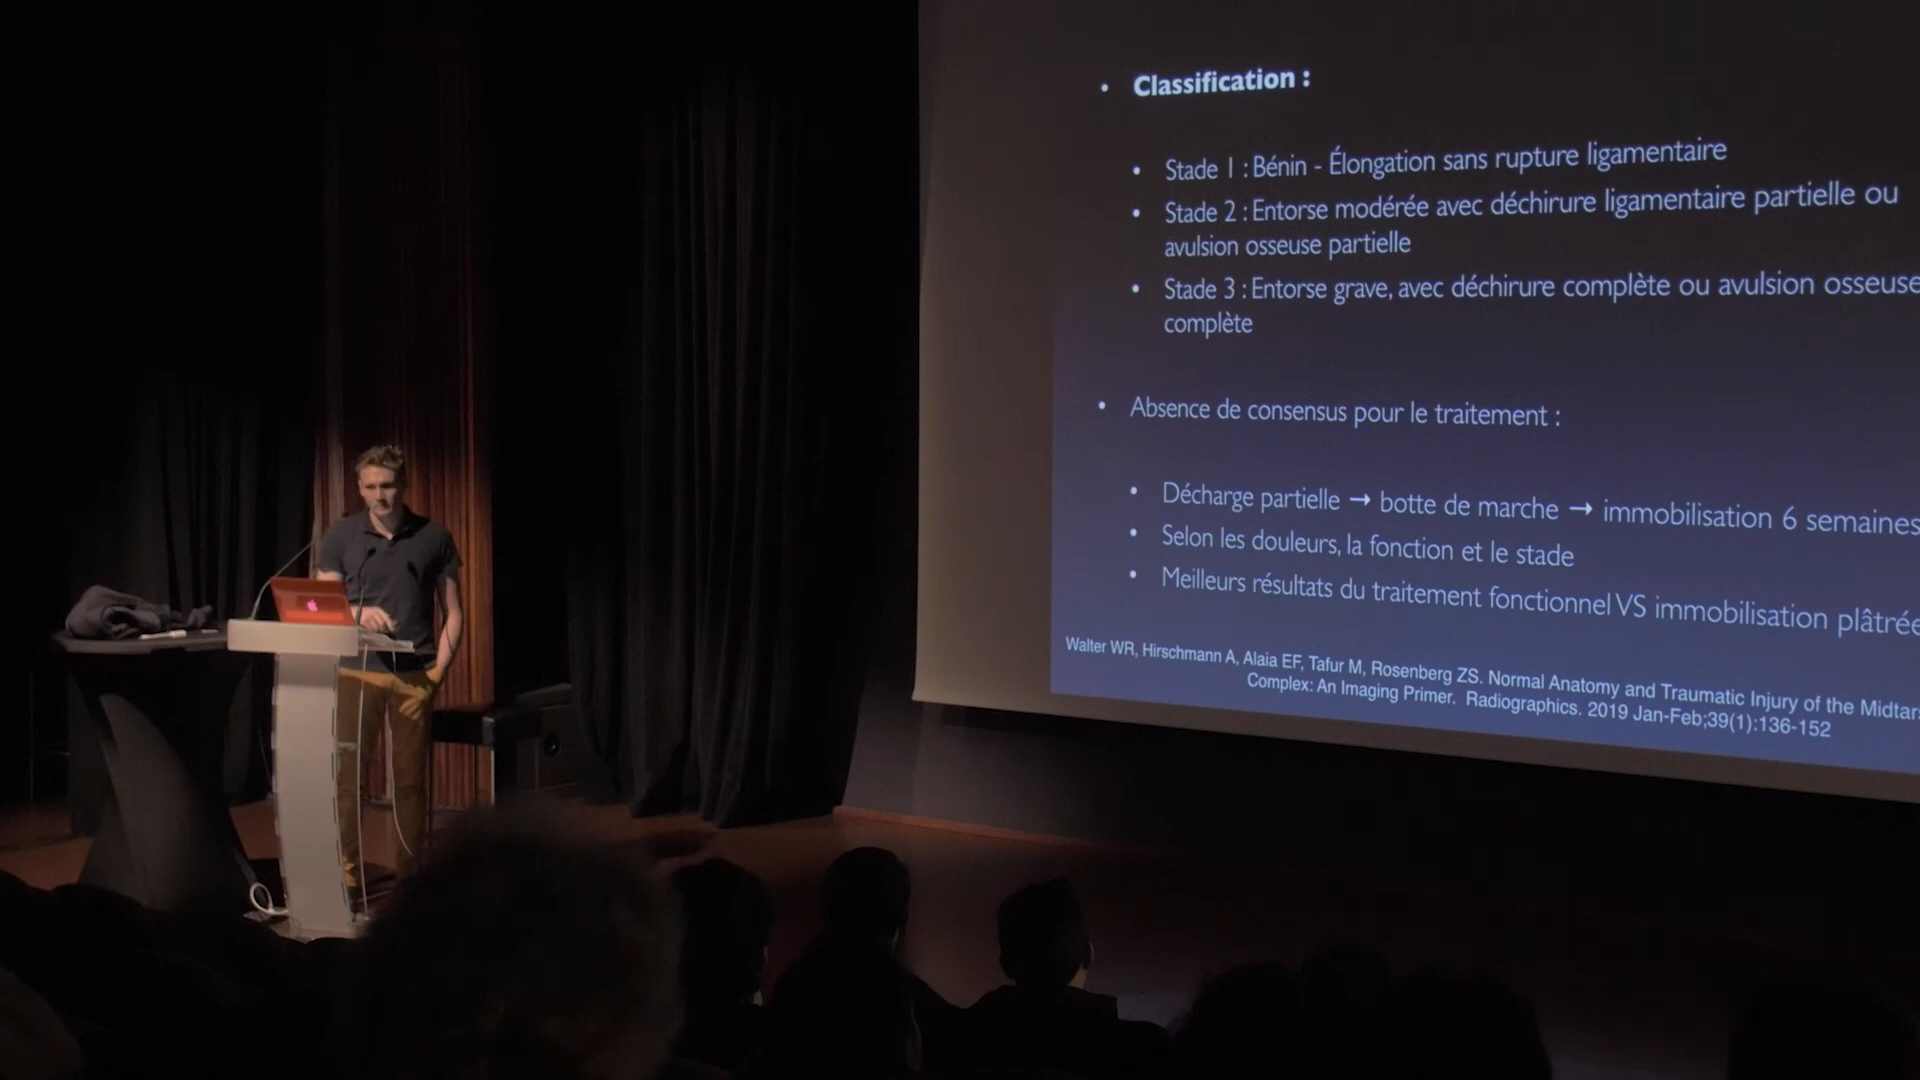 Classification :
Stade 1 : Bénin - Élongation sans rupture ligamentaire
Stade 2 : Entorse modérée avec déchirure ligamentaire partielle ou
avulsion osseuse partielle
Stade 3 : Entorse grave, avec déchirure complète ou avulsion osseuse
complète
Absence de consensus pour le traitement :
Décharge partielle → botte de marche → immobilisation 6 semaines
Selon les douleurs, la fonction et le stade
Meilleurs résultats du traitement fonctionnel VS immobilisation plâtrée
Walter WR, Hirschmann A, Alaia EF, Tafur M, Rosenberg ZS. Normal Anatomy and Traumatic Injury of the
Complex: An Imaging Primer. Radiographics. 2019 Jan-Feb;39(1):136-152